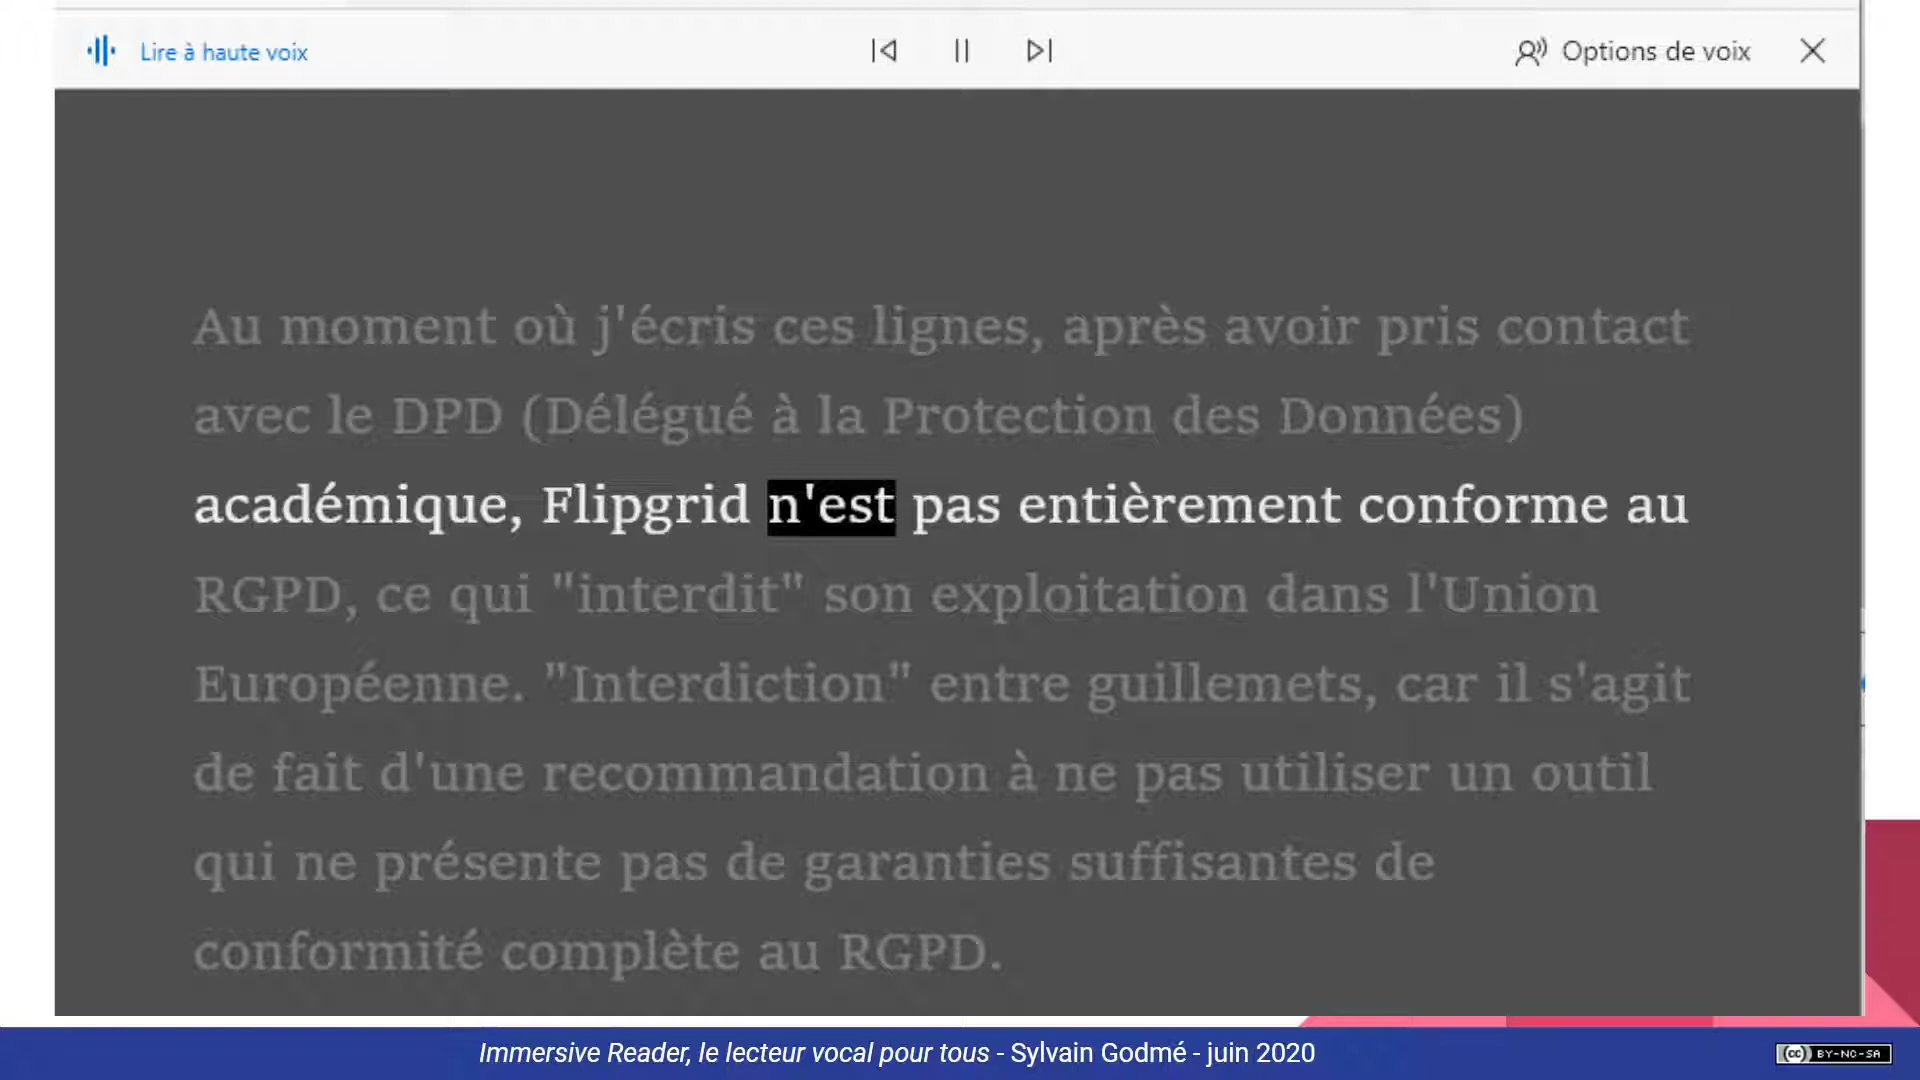 Lire à haute voix
Options de voix
Au moment où j'écris ces lignes, après avoir pris contact
avec le DPD (Délégué à la Protection des Données)
académique, Flipgrid n'est pas entièrement conforme au
RGPD, ce qui "interdit" son exploitation dans l'Union
Européenne. "Interdiction" entre guillemets, car il s'agit
de fait d'une recommandation à ne pas utiliser un outil
qui ne présente pas de garanties suffisantes de
conformité complète au RGPD.
Immersive Reader, le lecteur vocal pour tous - Sylvain Godmé - juin 2020
cc BY-NC-SA